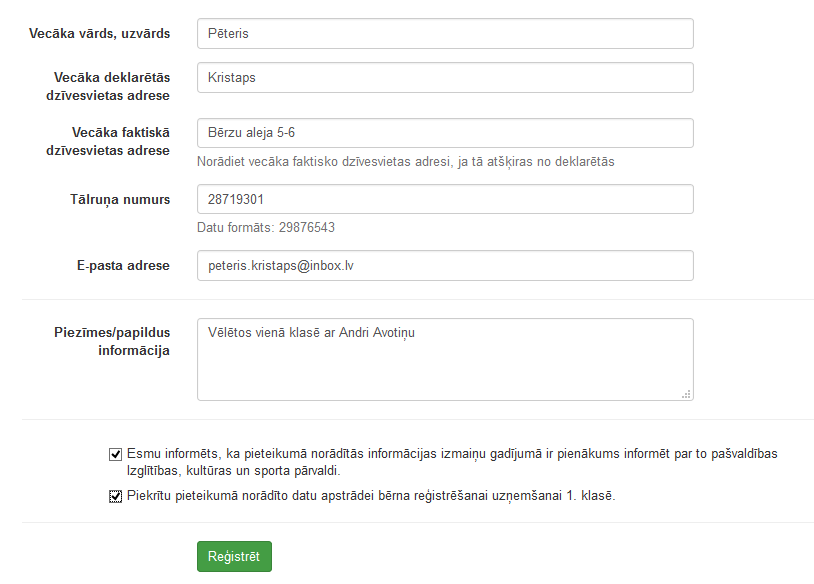 Vecāka vārds, uzvārds
Pēteris
Vecāka deklarētās
dzīvesvietas adrese
Kristaps
Vecāka faktiskā
dzīvesvietas adrese
Bērzu aleja 5-6
Norādiet vecāka faktisko dzīvesvietas adresi, ja tā atšķiras no deklarētās
Tālruņa numurs
28719301
Datu formāts: 29876543
E-pasta adrese
peteris.kristaps@inbox.lv
Piezīmes/papildus
informācija
Vēlētos vienā klasē ar Andri Avotiņu
Esmu informēts, ka pieteikumā norādītās informācijas izmaiņu gadījumā ir pienākums informēt par to pašvaldības
Izglītības, kultūras un sporta pārvaldi.
Piekrītu pieteikumā norādīto datu apstrādei bērna reģistrēšanai uzņemšanai 1. klasē.
Reģistrēt